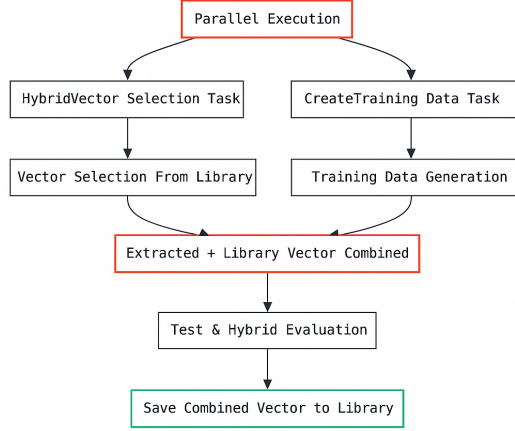 Parallel Execution
HybridVector Selection Task
CreateTraining Data Task
Vector Selection From Library
Training Data Generation
Extracted + Library Vector Combined
Test & Hybrid Evaluation
Save Combined Vector to Library